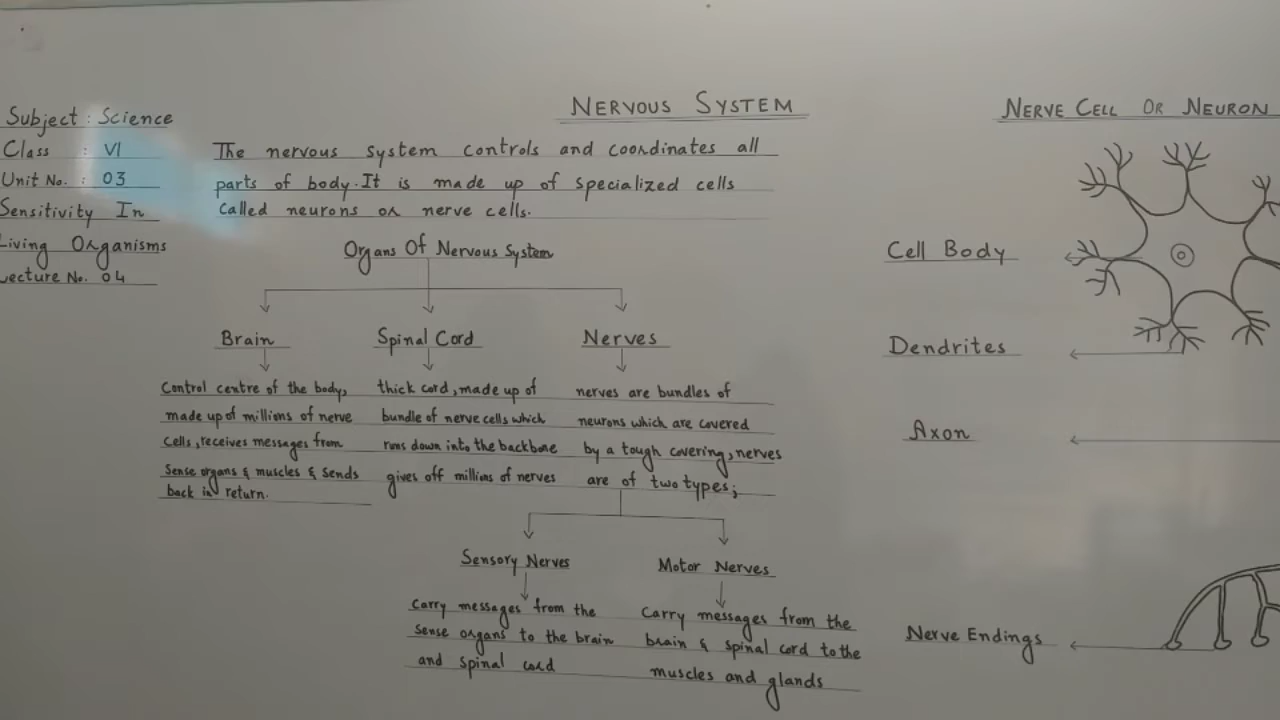 Subject : Science
Class : VI
Unit No. : 03
Sensitivity In
Living Organisms
Lecture No. 04
NERVOUS SYSTEM
The nervous system controls and coordinates all
parts of body. It is made up of specialized cells
Called neurons or nerve cells.
Organs Of Nervous System
Brain
Control centre of the body,
made up of millions of nerve
Cells, receives messages from
Sense organs & muscles & Sends
back in return.
Spinal Cord
thick cord, made up of
bundle of nerve cells which
runs down into the backbone
gives off millions of nerves
Nerves
nerves are bundles of
neurons which are covered
by a tough covering, nerves
are of two types;
Sensory Nerves
Carry messages from the
Sense organs to the brain
and spinal cord
Motor Nerves
Carry messages from the
brain & spinal cord to the
muscles and glands
NERVE CELL OR NEURON
Cell Body
Dendrites
Axon
Nerve Endings